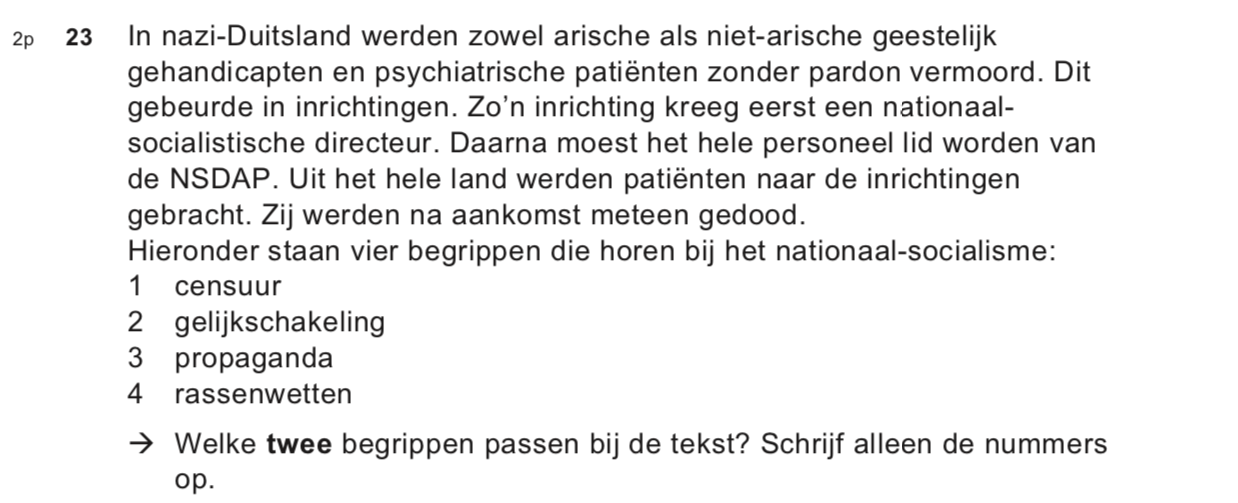 2p 23 In nazi-Duitsland werden zowel arische als niet-arische geestelijk
gehandicapten en psychiatrische patiënten zonder pardon vermoord. Dit
gebeurde in inrichtingen. Zo’n inrichting kreeg eerst een nationaal-
socialistische directeur. Daarna moest het hele personeel lid worden van
de NSDAP. Uit het hele land werden patiënten naar de inrichtingen
gebracht. Zij werden na aankomst meteen gedood.
Hieronder staan vier begrippen die horen bij het nationaal-socialisme:
1 censuur
2 gelijkschakeling
3 propaganda
4 rassenwetten
→ Welke twee begrippen passen bij de tekst? Schrijf alleen de nummers
op.